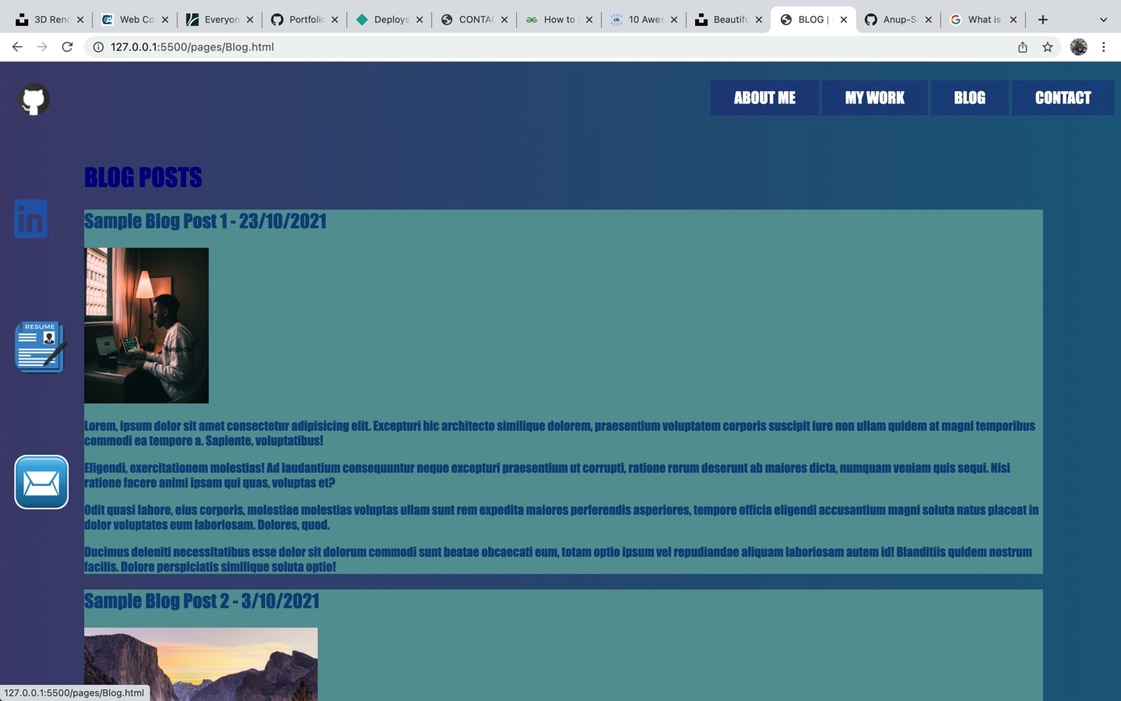 3D Renc
Web Co
Everyon
Portfolio
Deploys
CONTAC
How to
10 Awes
Beautifu
BLOG |
Anup-S
What is
127.0.0.1:5500/pages/Blog.html
ABOUT ME
MY WORK
BLOG
CONTACT
BLOG POSTS
in
Sample Blog Post 1 - 23/10/2021
RESUME
Lorem, ipsum dolor sit amet consectetur adipisicing elit. Excepturi hic architecto similique dolorem, praesentium voluptatem corporis suscipit iure non ullam quidem at magni temporibus
commodi ea tempore a. Sapiente, voluptatibus!
Eligendi, exercitationem molestias! Ad laudantium consequuntur neque excepturi praesentium ut corrupti, ratione rerum deserunt ab maiores dicta, numquam veniam quis sequi. Nisi
ratione facere animi ipsam qui quas, voluptas et?
Odit quasi labore, eius corporis, molestiae molestias voluptas ullam sunt rem expedita maiores perferendis asperiores, tempore officia eligendi accusantium magni soluta natus placeat in
dolor voluptates eum laboriosam. Dolores, quod.
Ducimus deleniti necessitatibus esse dolor sit dolorum commodi sunt beatae obcaecati eum, totam optio ipsum vel repudiandae aliquam laboriosam autem id! Blanditiis quidem nostrum
facilis. Dolore perspiciatis similique soluta optio!
Sample Blog Post 2 - 3/10/2021
127.0.0.1:5500/pages/Blog.html